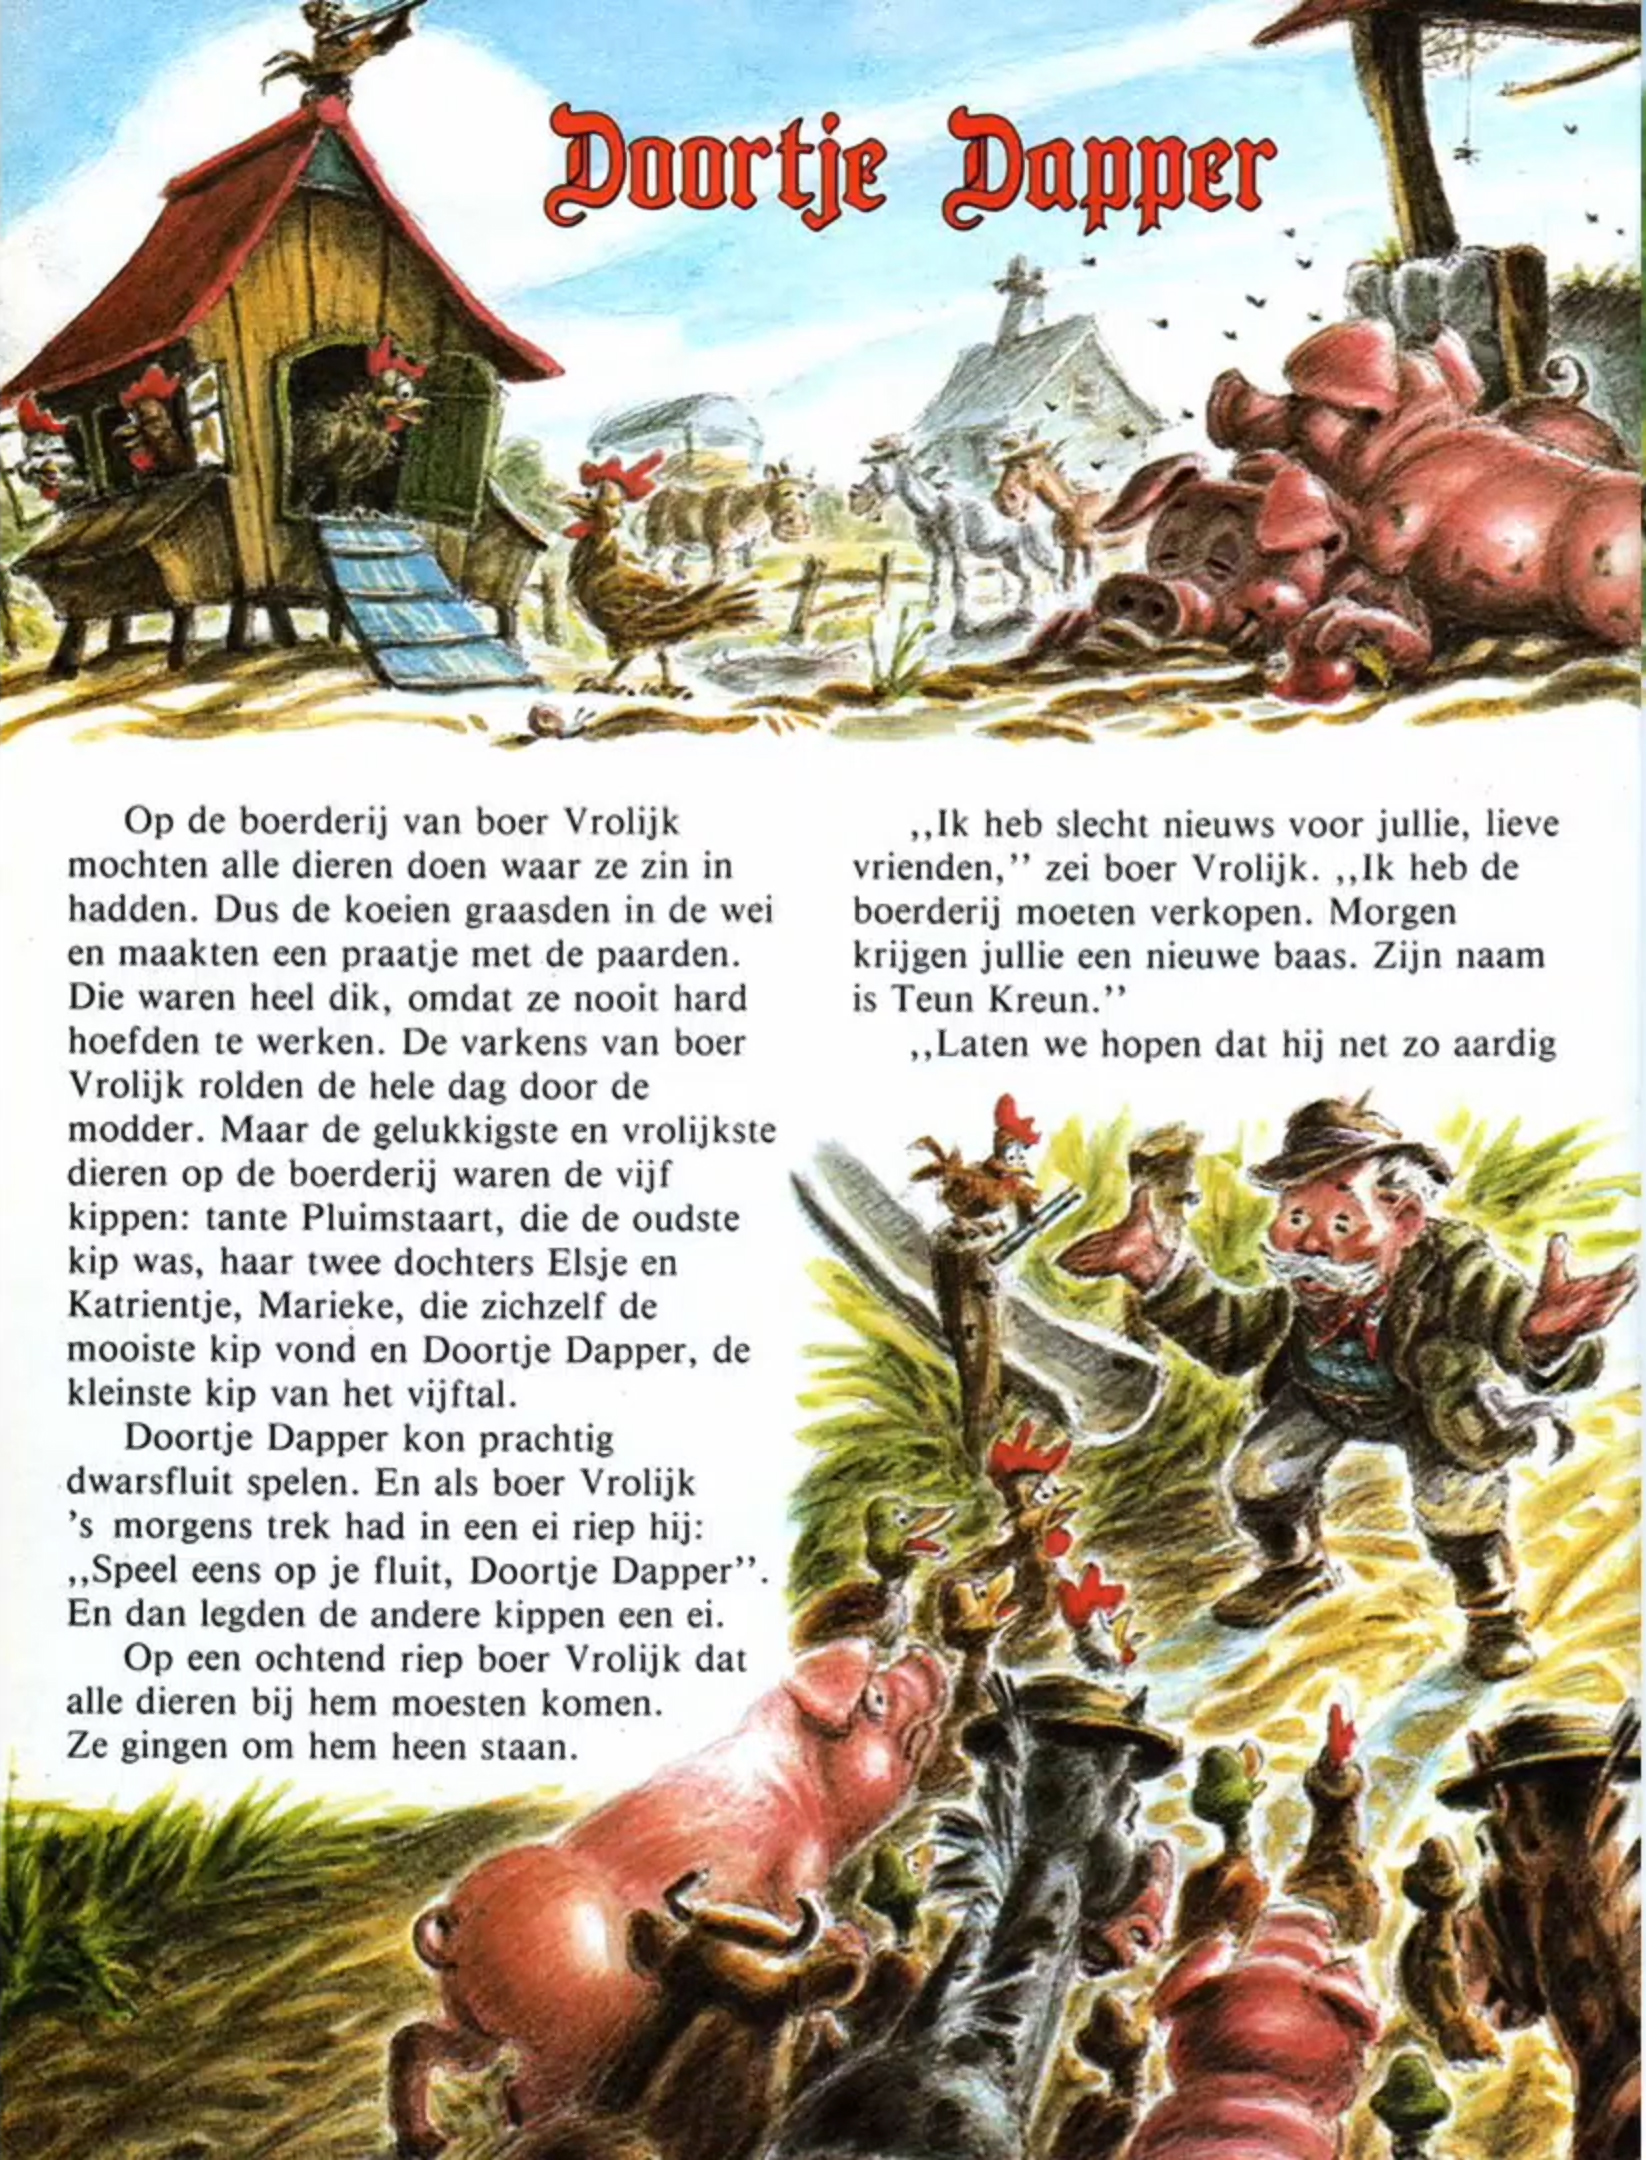 Doortje Dapper
Op de boerderij van boer Vrolijk
mochten alle dieren doen waar ze zin in
hadden. Dus de koeien graasden in de wei
en maakten een praatje met de paarden.
Die waren heel dik, omdat ze nooit hard
hoefden te werken. De varkens van boer
Vrolijk rolden de hele dag door de
modder. Maar de gelukkigste en vrolijkste
dieren op de boerderij waren de vijf
kippen: tante Pluimstaart, die de oudste
kip was, haar twee dochters Elsje en
Katrientje, Marieke, die zichzelf de
mooiste kip vond en Doortje Dapper, de
kleinste kip van het vijftal.
Doortje Dapper kon prachtig
dwarsfluit spelen. En als boer Vrolijk
's morgens trek had in een ei riep hij:
,,Speel eens op je fluit, Doortje Dapper’’.
En dan legden de andere kippen een ei.
Op een ochtend riep boer Vrolijk dat
alle dieren bij hem moesten komen.
Ze gingen om hem heen staan.
,,Ik heb slecht nieuws voor jullie, lieve
vrienden,’’ zei boer Vrolijk. ,,Ik heb de
boerderij moeten verkopen. Morgen
krijgen jullie een nieuwe baas. Zijn naam
is Teun Kreun.’’
,,Laten we hopen dat hij net zo aardig